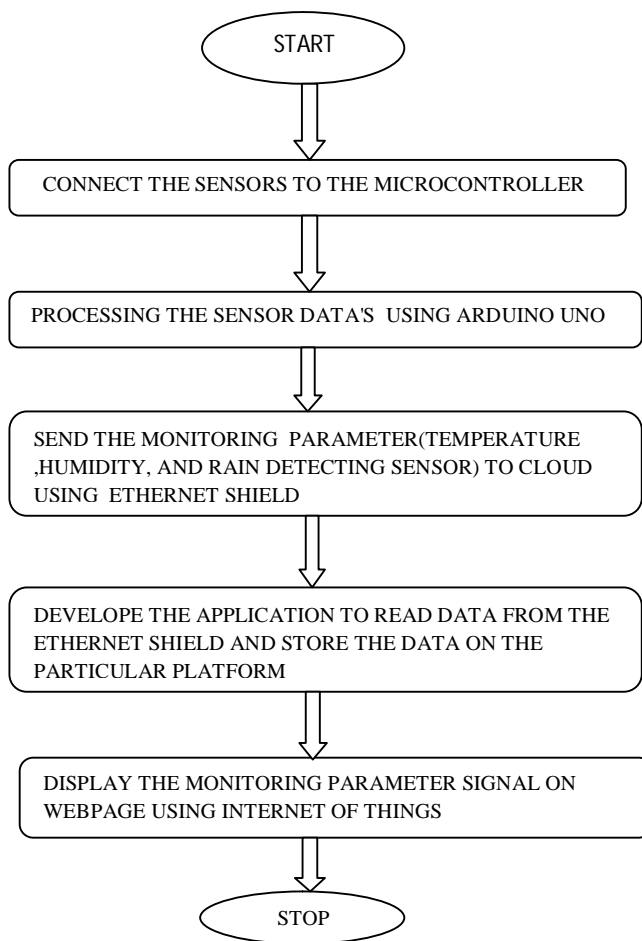 START
CONNECT THE SENSORS TO THE MICROCONTROLLER
PROCESSING THE SENSOR DATA'S USING ARDUINO UNO
SEND THE MONITORING PARAMETER(TEMPERATURE
,HUMIDITY, AND RAIN DETECTING SENSOR) TO CLOUD
USING ETHERNET SHIELD
DEVELOPE THE APPLICATION TO READ DATA FROM THE
ETHERNET SHIELD AND STORE THE DATA ON THE
PARTICULAR PLATFORM
DISPLAY THE MONITORING PARAMETER SIGNAL ON
WEBPAGE USING INTERNET OF THINGS
STOP